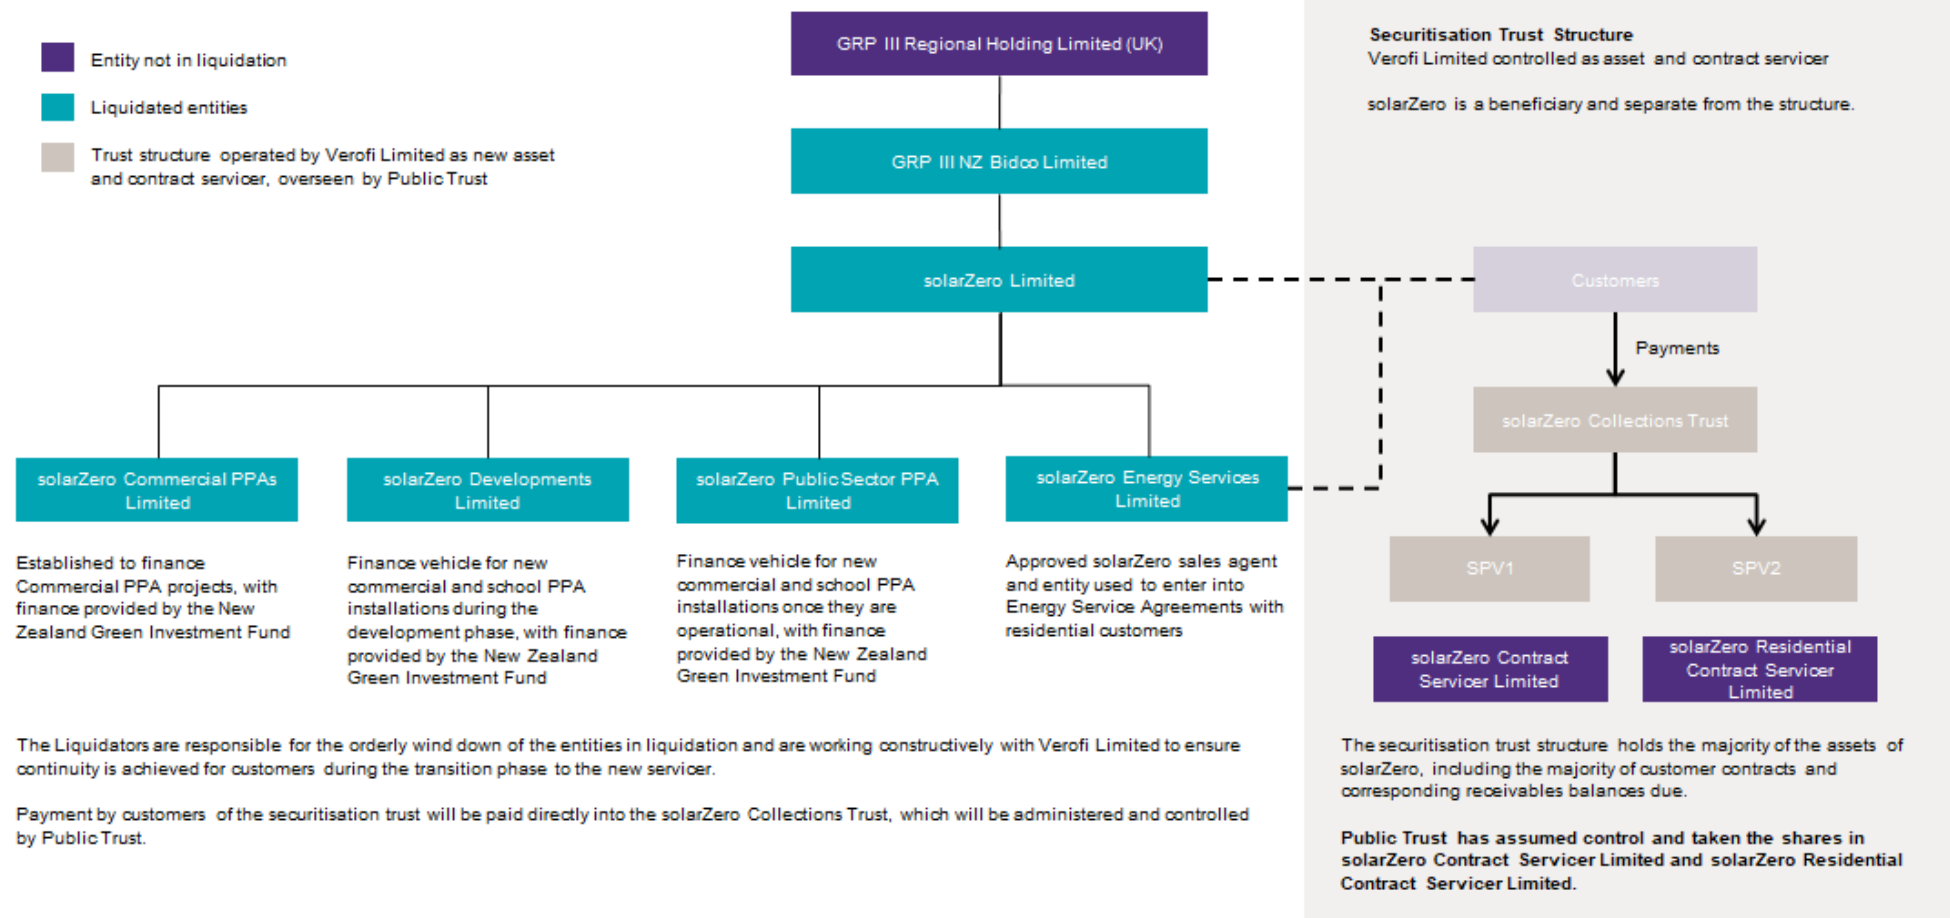 Entity not in liquidation
Liquidated entities
Trust structure operated by Verofi Limited as new asset
and contract servicer, overseen by Public Trust
GRP III Regional Holding Limited (UK)
GRP III NZ Bidco Limited
solarZero Limited
solarZero Commercial PPAs
Limited
solarZero Developments
Limited
solarZero Public Sector PPA
Limited
solarZero Energy Services
Limited
Established to finance
Commercial PPA projects, with
finance provided by the New
Zealand Green Investment Fund
Finance vehicle for new
commercial and school PPA
installations during the
development phase, with finance
provided by the New Zealand
Green Investment Fund
Finance vehicle for new
commercial and school PPA
installations once they are
operational, with finance
provided by the New Zealand
Green Investment Fund
Approved solarZero sales agent
and entity used to enter into
Energy Service Agreements with
residential customers
The Liquidators are responsible for the orderly wind down of the entities in liquidation and are working constructively with Verofi Limited to ensure
continuity is achieved for customers during the transition phase to the new servicer.
Payment by customers of the securitisation trust will be paid directly into the solarZero Collections Trust, which will be administered and controlled
by Public Trust.
Securitisation Trust Structure
Verofi Limited controlled as asset and contract servicer
solarZero is a beneficiary and separate from the structure.
Customers
Payments
solarZero Collections Trust
SPV1
SPV2
solarZero Contract
Servicer Limited
solarZero Residential
Contract Servicer
Limited
The securitisation trust structure holds the majority of the assets of
solarZero, including the majority of customer contracts and
corresponding receivables balances due.
Public Trust has assumed control and taken the shares in
solarZero Contract Servicer Limited and solarZero Residential
Contract Servicer Limited.